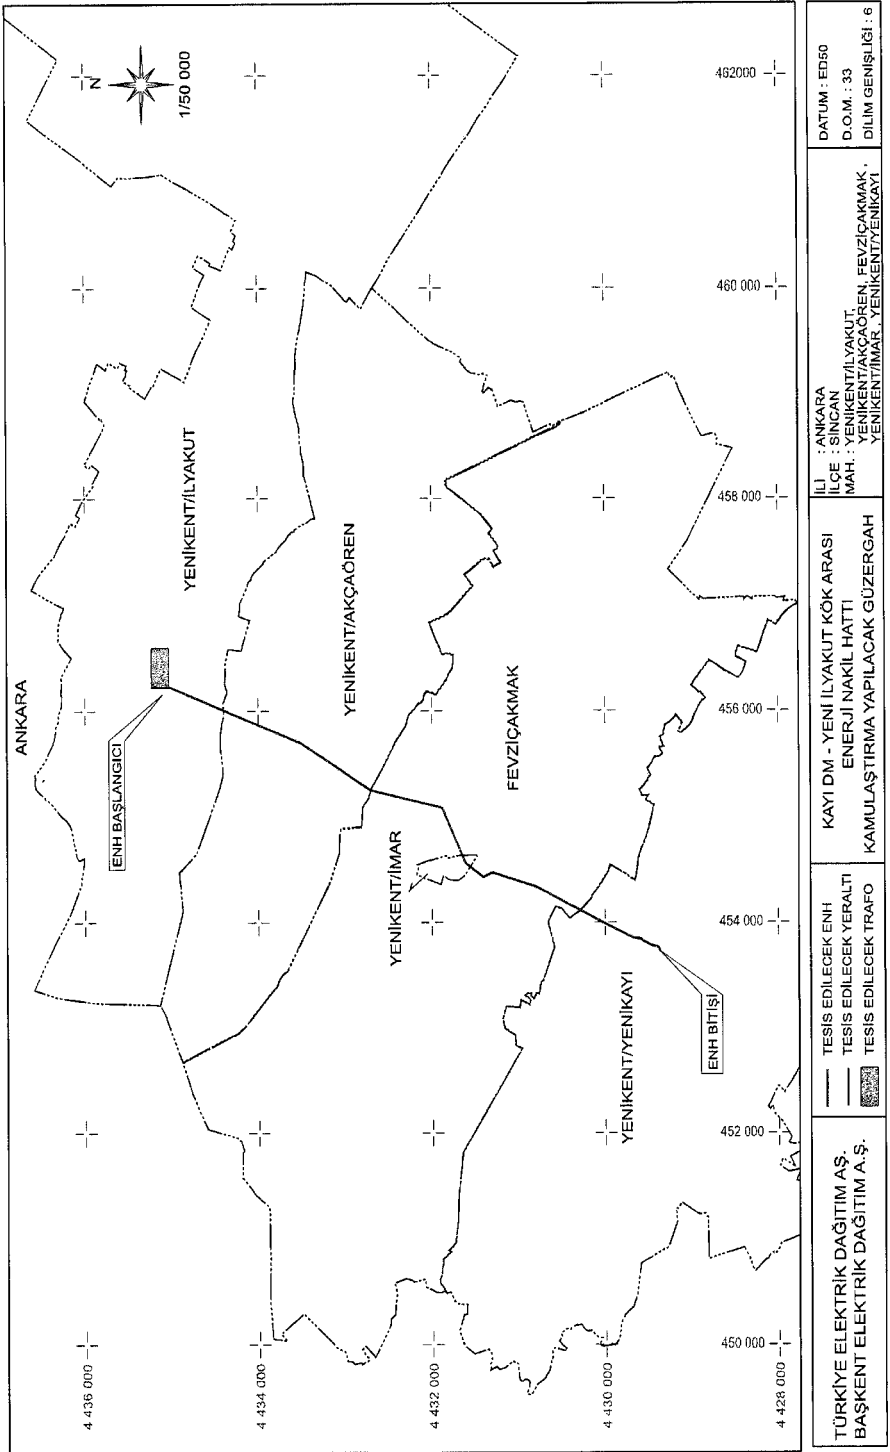 N
1/50 000
ANKARA
ENH BAŞLANGICI
YENİKENT/İLYAKUT
YENİKENT/AKÇAÖREN
YENİKENT/İMAR
FEVZİÇAKMAK
YENİKENT/YENİKAYI
ENH BİTİŞİ
4 436 000
4 434 000
4 432 000
4 430 000
4 428 000
450 000
452 000
454 000
456 000
458 000
460 000
462000
TÜRKİYE ELEKTRİK DAĞITIM AŞ.
BAŞKENT ELEKTRİK DAĞITIM A.Ş.
TESİS EDİLECEK ENH
TESİS EDİLECEK YERALTI
TESİS EDİLECEK TRAFO
KAYI DM - YENİ İLYAKUT KÖK ARASI
ENERJİ NAKİL HATTI
KAMULAŞTIRMA YAPILACAK GÜZERGAH
İLİ : ANKARA
İLÇE : SİNCAN
MAH. : YENİKENT/İLYAKUT,
YENİKENT/AKÇAÖREN, FEVZİÇAKMAK,
YENİKENT/İMAR, YENİKENT/YENİKAYI
DATUM : ED50
D.O.M. : 33
DİLİM GENİŞLİĞİ : 6